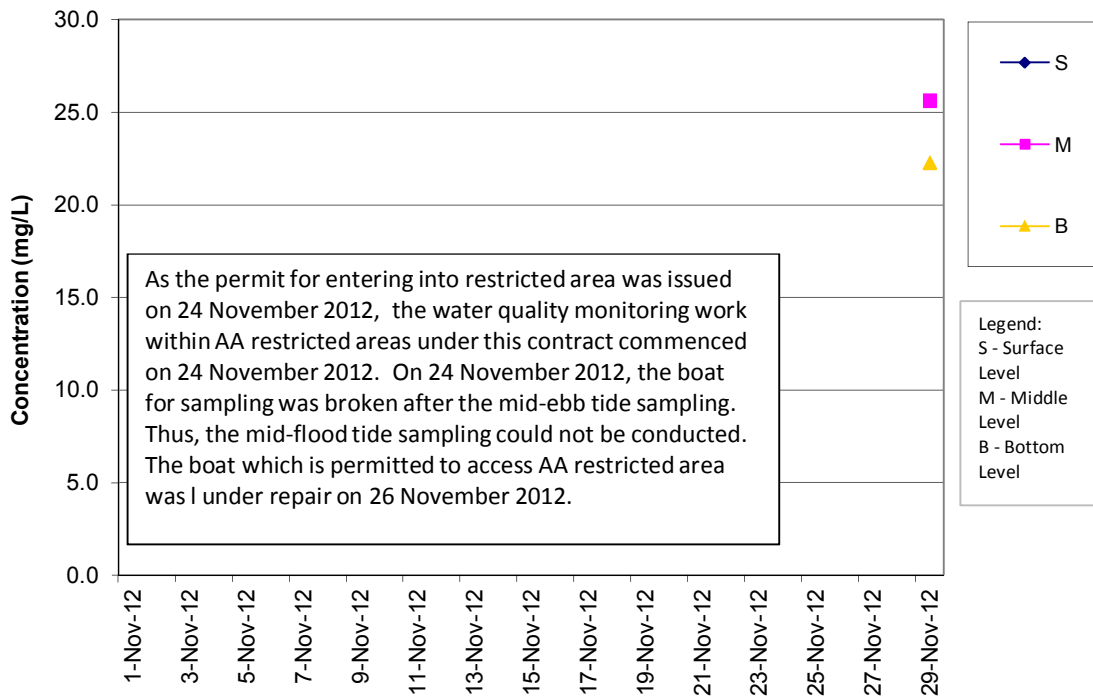 30.0
25.0
20.0
15.0
10.0
5.0
0.0
Concentration (mg/L)
As the permit for entering into restricted area was issued
on 24 November 2012,  the water quality monitoring work
within AA restricted areas under this contract commenced
on 24 November 2012.  On 24 November 2012, the boat
for sampling was broken after the mid-ebb tide sampling.
Thus, the mid-flood tide sampling could not be conducted.
The boat which is permitted to access AA restricted area
was l under repair on 26 November 2012.
1-Nov-12
3-Nov-12
5-Nov-12
7-Nov-12
9-Nov-12
11-Nov-12
13-Nov-12
15-Nov-12
17-Nov-12
19-Nov-12
21-Nov-12
23-Nov-12
25-Nov-12
27-Nov-12
29-Nov-12
S
M
B
Legend:
S - Surface
Level
M - Middle
Level
B - Bottom
Level